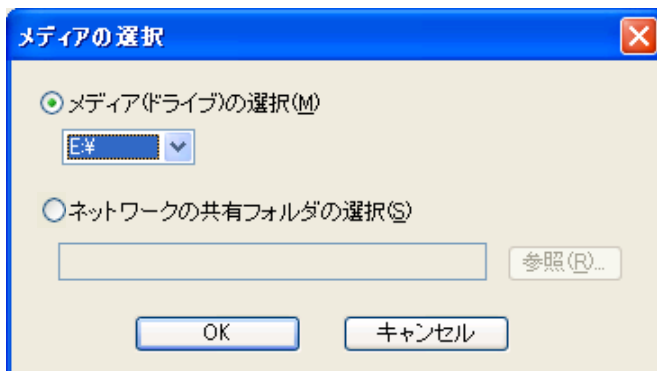 メディアの選択
メディア(ドライブ)の選択(M)
E:¥
ネットワークの共有フォルダの選択(S)
参照(R)...
OK
キャンセル